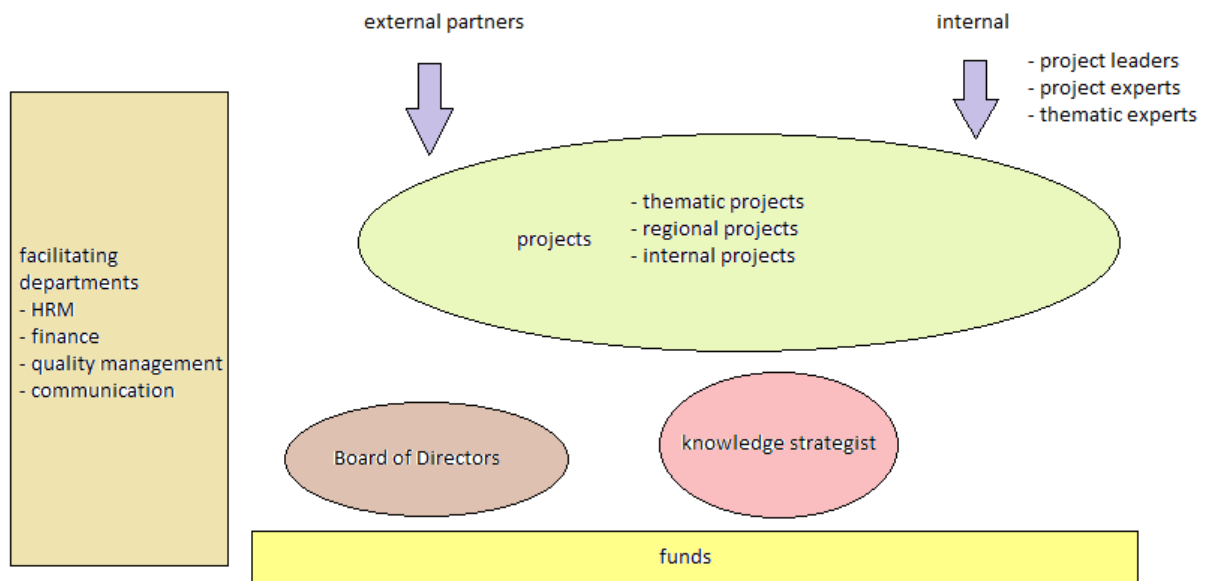 external partners
internal
- project leaders
- project experts
- thematic experts
projects
- thematic projects
- regional projects
- internal projects
facilitating
departments
- HRM
- finance
- quality management
- communication
Board of Directors
knowledge strategist
funds